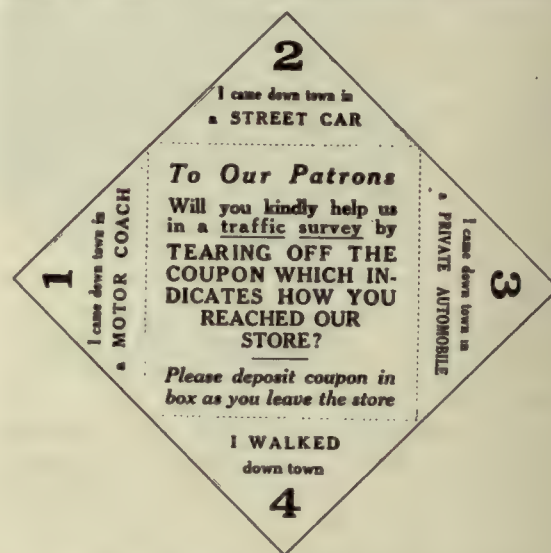 2
I came down town in
a STREET CAR
To Our Patrons
Will you kindly help us
in a traffic survey by
TEARING OFF THE
COUPON WHICH IN-
DICATES HOW YOU
REACHED OUR
STORE?
Please deposit coupon in
box as you leave the store
1
I came down town in
a MOTOR COACH
I came down town in
a PRIVATE AUTOMOBILE
3
I WALKED
down town
4